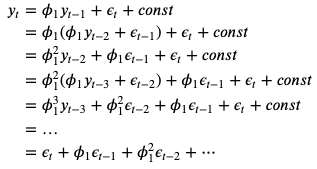 y_t = ϕ_1 y_{t−1} + ϵ_t + const
= ϕ_1(ϕ_1 y_{t−2} + ϵ_{t−1}) + ϵ_t + const
= ϕ_1^2 y_{t−2} + ϕ_1 ϵ_{t−1} + ϵ_t + const
= ϕ_1^2(ϕ_1 y_{t−3} + ϵ_{t−2}) + ϕ_1 ϵ_{t−1} + ϵ_t + const
= ϕ_1^3 y_{t−3} + ϕ_1^2 ϵ_{t−2} + ϕ_1 ϵ_{t−1} + ϵ_t + const
= …
= ϵ_t + ϕ_1 ϵ_{t−1} + ϕ_1^2 ϵ_{t−2} + ⋯